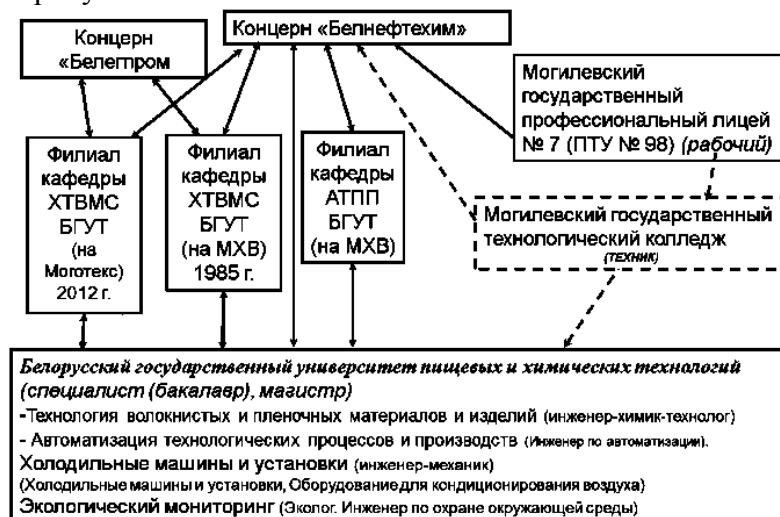 Концерн
«Белегпром
Концерн «Белнефтехим»
Могилевский
государственный
профессиональный лицей
№ 7 (ПТУ № 98) (рабочий)
Филиал
кафедры
ХТВМС
БГУТ
(на
Моготекс)
2012 г.
Филиал
кафедры
ХТВМС
БГУТ
(на МХВ)
1985 г.
Филиал
кафедры
АТПП
БГУТ
(на МХВ)
Могилевский государственный
технологический колледж
(техник)
Белорусский государственный университет пищевых и химических технологий
(специалист (бакалавр), магистр)
-Технология волокнистых и пленочных материалов и изделий (инженер-химик-технолог)
- Автоматизация технологических процессов и производств (Инженер по автоматизации).
Холодильные машины и установки (инженер-механик)
(Холодильные машины и установки, Оборудование для кондиционирования воздуха)
Экологический мониторинг (Эколог. Инженер по охране окружающей среды)